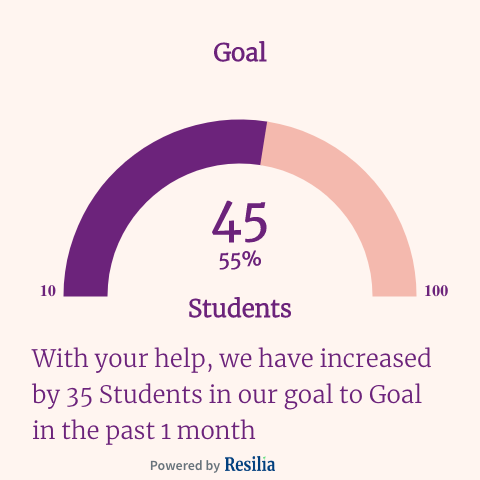 Goal
45
55%
10
100
Students
With your help, we have increased
by 35 Students in our goal to Goal
in the past 1 month
Powered by Resilia